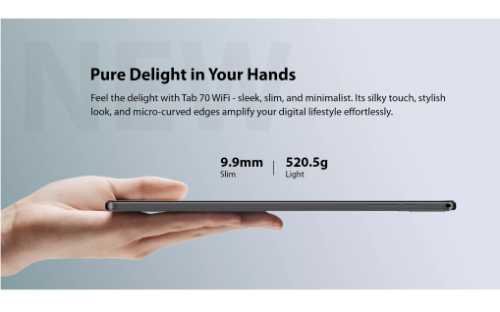 NEW
Pure Delight in Your Hands
Feel the delight with Tab 70 WiFi - sleek, slim, and minimalist. Its silky touch, stylish
look, and micro-curved edges amplify your digital lifestyle effortlessly.
9.9mm 520.5g
Slim Light